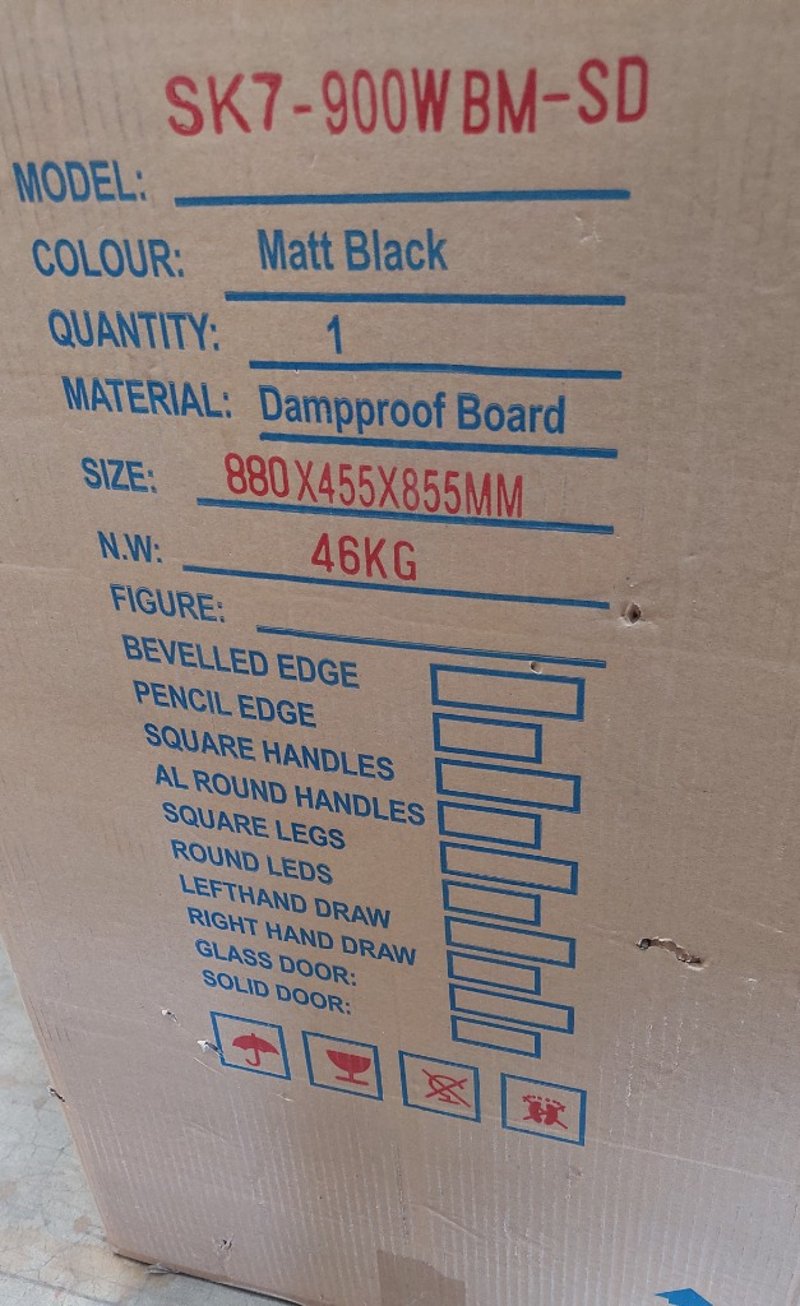 SK7-900WBM-SD
MODEL:
COLOUR: Matt Black
QUANTITY: 1
MATERIAL: Dampproof Board
SIZE: 880X455X855MM
N.W: 46KG
FIGURE:
BEVELLED EDGE
PENCIL EDGE
SQUARE HANDLES
AL ROUND HANDLES
SQUARE LEGS
ROUND LEDS
LEFTHAND DRAW
RIGHT HAND DRAW
GLASS DOOR:
SOLID DOOR: